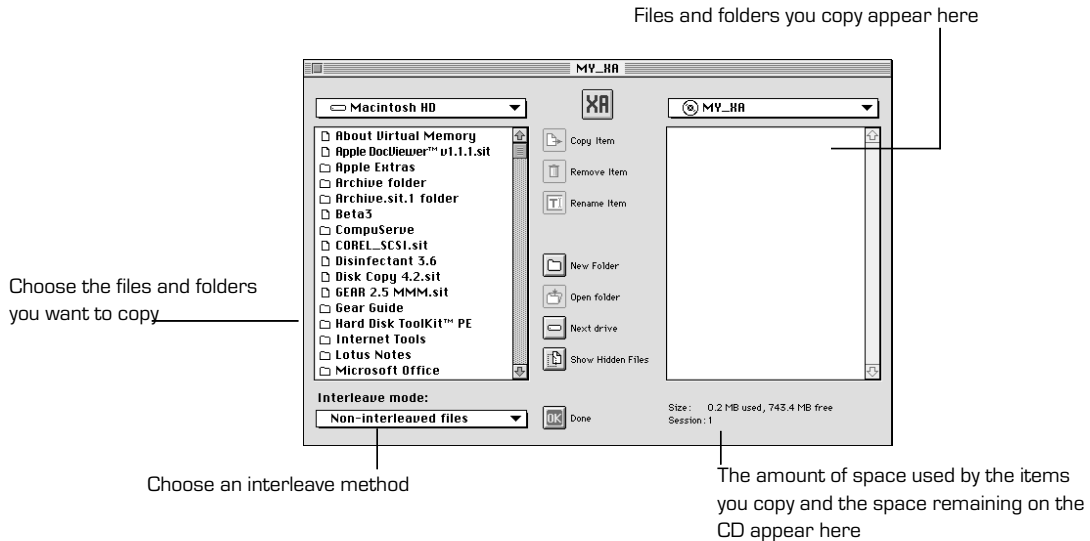 Files and folders you copy appear here
MY_XA
Macintosh HD
XA
MY_XA
About Virtual Memory
Apple DocViewer™ v1.1.1.sit
Apple Extras
Archive folder
Archive.sit.1 folder
Beta3
CompuServe
COREL_SCSI.sit
Disinfectant 3.6
Disk Copy 4.2.sit
GEAR 2.5 MMM.sit
Gear Guide
Hard Disk ToolKit™ PE
Internet Tools
Lotus Notes
Microsoft Office
Copy Item
Remove Item
Rename Item
New Folder
Open folder
Next drive
Show Hidden Files
Choose the files and folders
you want to copy
Interleave mode:
Non-interleaved files
OK Done
Size: 0.2 MB used, 743.4 MB free
Session: 1
Choose an interleave method
The amount of space used by the items
you copy and the space remaining on the
CD appear here